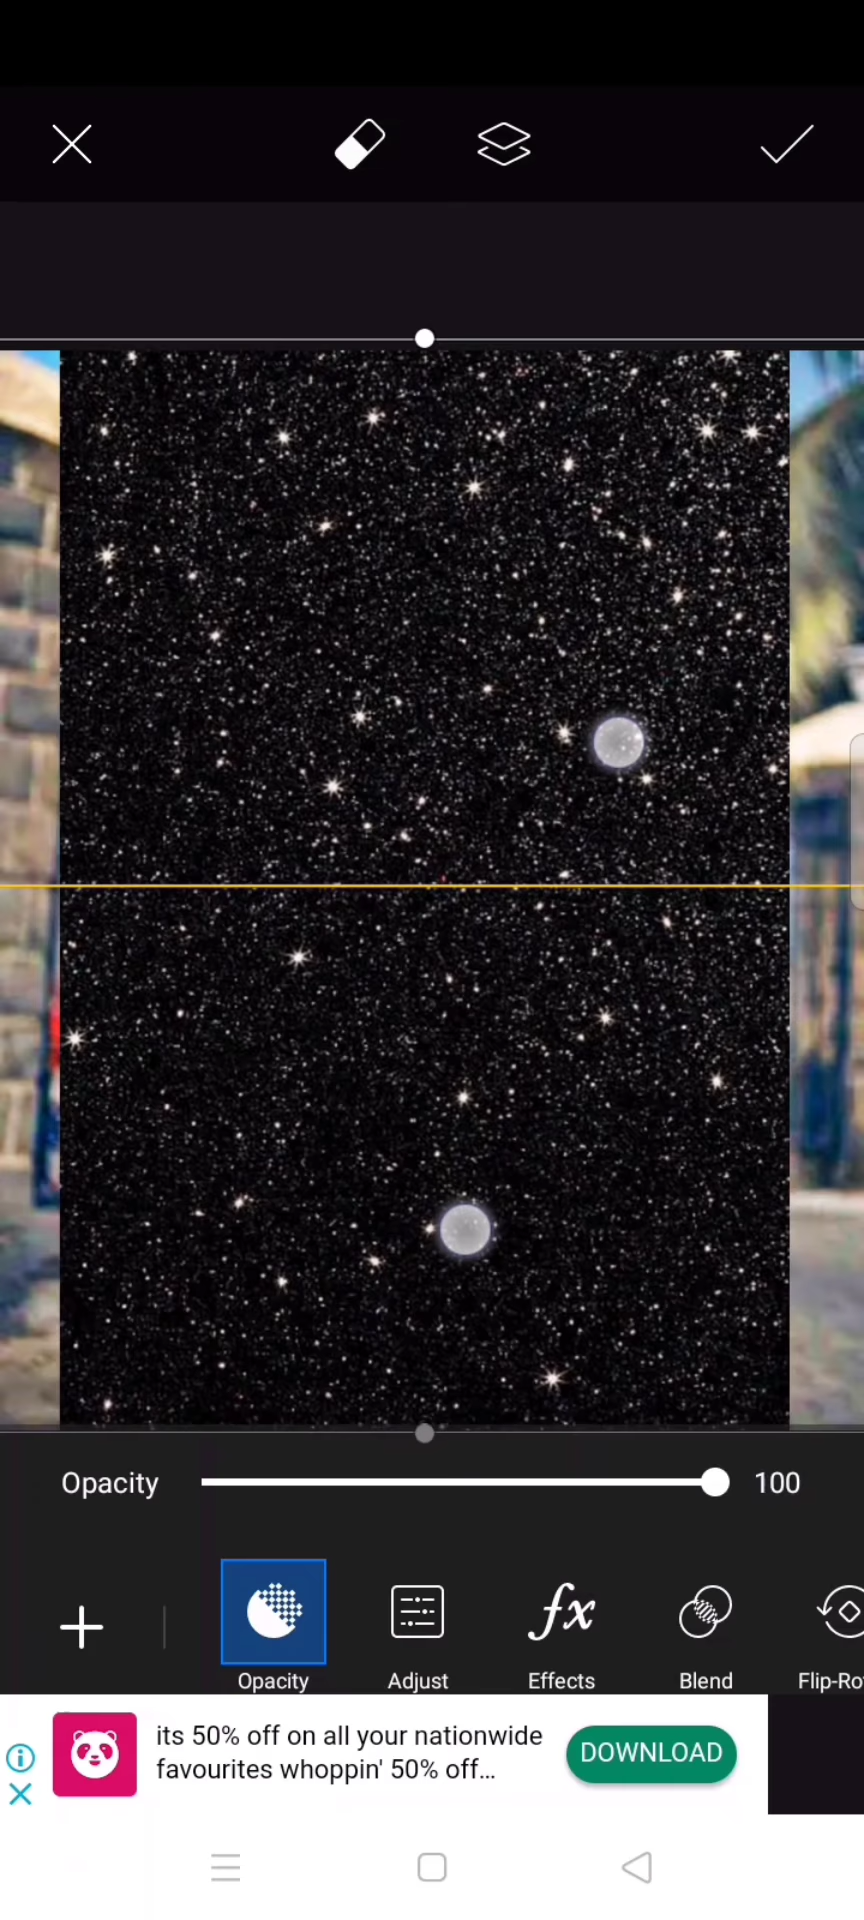 Opacity 100
Opacity Adjust Effects Blend Flip-Ro
its 50% off on all your nationwide
favourites whoppin' 50% off...
DOWNLOAD